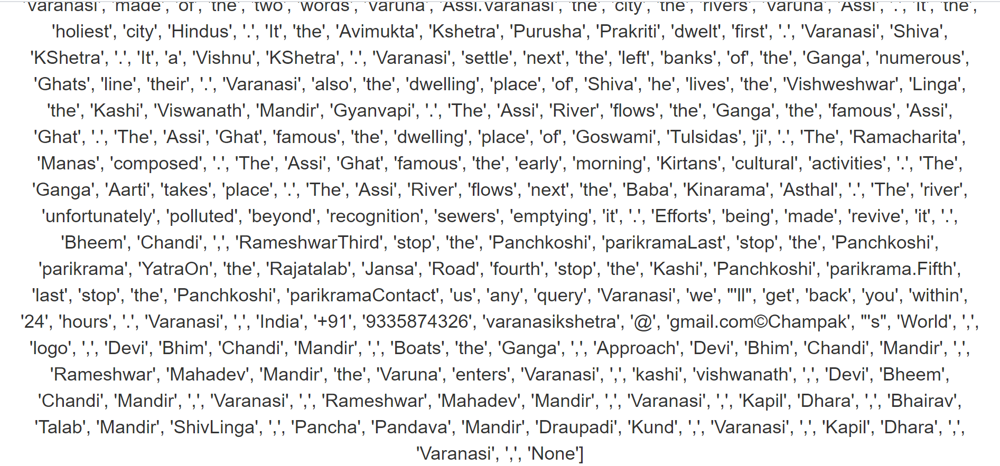 'varanasi', 'made', 'of', 'the', 'two', 'words', 'varuna', 'Assi.Varanasi', 'the', 'city', 'the', 'rivers', 'varuna', 'Assi', '.', 'It', 'the',
'holiest', 'city', 'Hindus', '.', 'It', 'the', 'Avimukta', 'Kshetra', 'Purusha', 'Prakriti', 'dwelt', 'first', '.', 'Varanasi', 'Shiva',
'KShetra', '.', 'It', 'a', 'Vishnu', 'KShetra', '.', 'Varanasi', 'settle', 'next', 'the', 'left', 'banks', 'of', 'the', 'Ganga', 'numerous',
'Ghats', 'line', 'their', '.', 'Varanasi', 'also', 'the', 'dwelling', 'place', 'of', 'Shiva', 'he', 'lives', 'the', 'Vishweshwar', 'Linga',
'the', 'Kashi', 'Viswanath', 'Mandir', 'Gyanvapi', '.', 'The', 'Assi', 'River', 'flows', 'the', 'Ganga', 'the', 'famous', 'Assi',
'Ghat', '.', 'The', 'Assi', 'Ghat', 'famous', 'the', 'dwelling', 'place', 'of', 'Goswami', 'Tulsidas', 'ji', '.', 'The', 'Ramacharita',
'Manas', 'composed', '.', 'The', 'Assi', 'Ghat', 'famous', 'the', 'early', 'morning', 'Kirtans', 'cultural', 'activities', '.', 'The',
'Ganga', 'Aarti', 'takes', 'place', '.', 'The', 'Assi', 'River', 'flows', 'next', 'the', 'Baba', 'Kinarama', 'Asthal', '.', 'The', 'river',
'unfortunately', 'polluted', 'beyond', 'recognition', 'sewers', 'emptying', 'it', '.', 'Efforts', 'being', 'made', 'revive', 'it', '.',
'Bheem', 'Chandi', ',', 'RameshwarThird', 'stop', 'the', 'Panchkoshi', 'parikramaLast', 'stop', 'the', 'Panchkoshi',
'parikrama', 'YatraOn', 'the', 'Rajatalab', 'Jansa', 'Road', 'fourth', 'stop', 'the', 'Kashi', 'Panchkoshi', 'parikrama.Fifth',
'last', 'stop', 'the', 'Panchkoshi', 'parikramaContact', 'us', 'any', 'query', 'Varanasi', 'we', "'ll", 'get', 'back', 'you', 'within',
'24', 'hours', '.', 'Varanasi', ',', 'India', '+91', '9335874326', 'varanasikshetra', '@', 'gmail.com©Champak', "'s", 'World', ',',
'logo', ',', 'Devi', 'Bhim', 'Chandi', 'Mandir', ',', 'Boats', 'the', 'Ganga', ',', 'Approach', 'Devi', 'Bhim', 'Chandi', 'Mandir', ',',
'Rameshwar', 'Mahadev', 'Mandir', 'the', 'Varuna', 'enters', 'Varanasi', ',', 'kashi', 'vishwanath', ',', 'Devi', 'Bheem',
'Chandi', 'Mandir', ',', 'Varanasi', ',', 'Rameshwar', 'Mahadev', 'Mandir', ',', 'Varanasi', ',', 'Kapil', 'Dhara', ',', 'Bhairav',
'Talab', 'Mandir', 'ShivLinga', ',', 'Pancha', 'Pandava', 'Mandir', 'Draupadi', 'Kund', ',', 'Varanasi', ',', 'Kapil', 'Dhara', ',',
'Varanasi', ',', 'None']